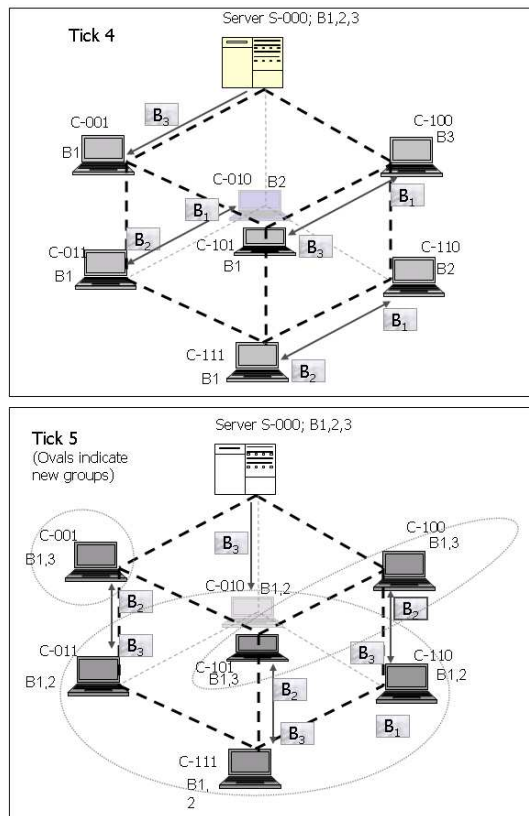 Server S-000; B1,2,3
Tick 4
B3
C-001
B1
C-100
B3
C-010
B2
B1
B1
B2
C-011
B1
C-101
B1
B3
C-110
B2
B1
C-111
B1
B2
Server S-000; B1,2,3
Tick 5
(Ovals indicate
new groups)
C-001
B1,3
B3
C-100
B1,3
C-010
B1,2
B2
B2
B3
C-011
B1,2
C-101
B1,3
B3
C-110
B1,2
B2
B1
B3
C-111
B1,
2